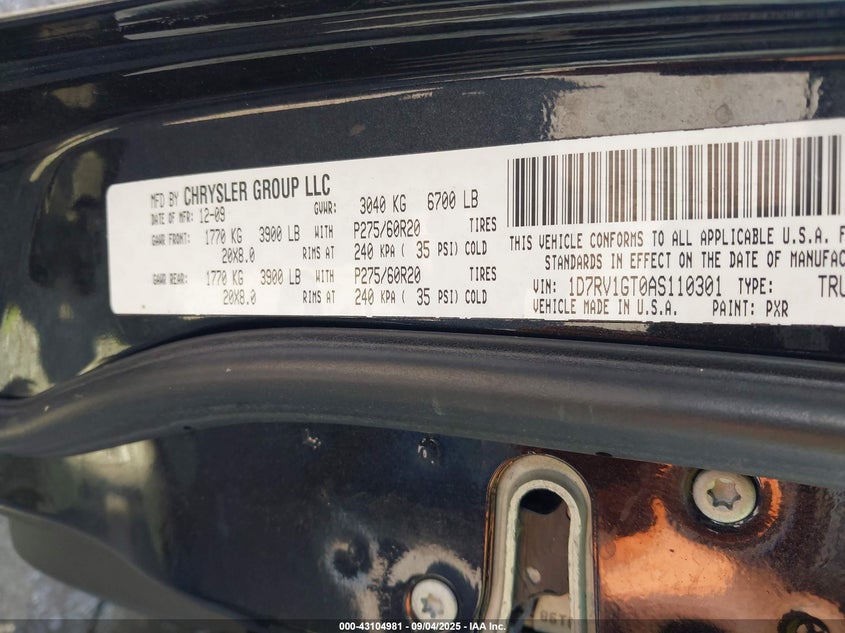 MFD BY CHRYSLER GROUP LLC
DATE OF MFR: 12-09 GVWR: 3040 KG 6700 LB
GAWR FRONT: 1770 KG 3900 LB WITH P275/60R20 TIRES
20X8.0 RIMS AT 240 KPA ( 35 PSI) COLD
GAWR REAR: 1770 KG 3900 LB WITH P275/60R20 TIRES
20X8.0 RIMS AT 240 KPA ( 35 PSI) COLD
THIS VEHICLE CONFORMS TO ALL APPLICABLE U.S.A. F
STANDARDS IN EFFECT ON THE DATE OF MANUFAC
VIN: 1D7RV1GT0AS110301 TYPE: TRU
VEHICLE MADE IN U.S.A. PAINT: PXR
000-43104981 - 09/04/2025 - IAA Inc.